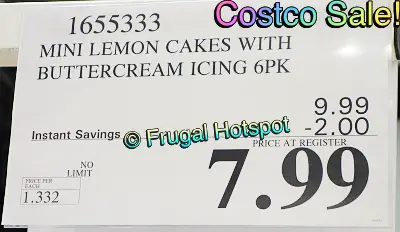 Costco Sale!
1655333
MINI LEMON CAKES WITH
BUTTERCREAM ICING 6PK
9.99
Instant Savings -2.00
© Frugal Hotspot
PRICE AT REGISTER
7.99
NO
LIMIT
PRICE PER
EACH
1.332